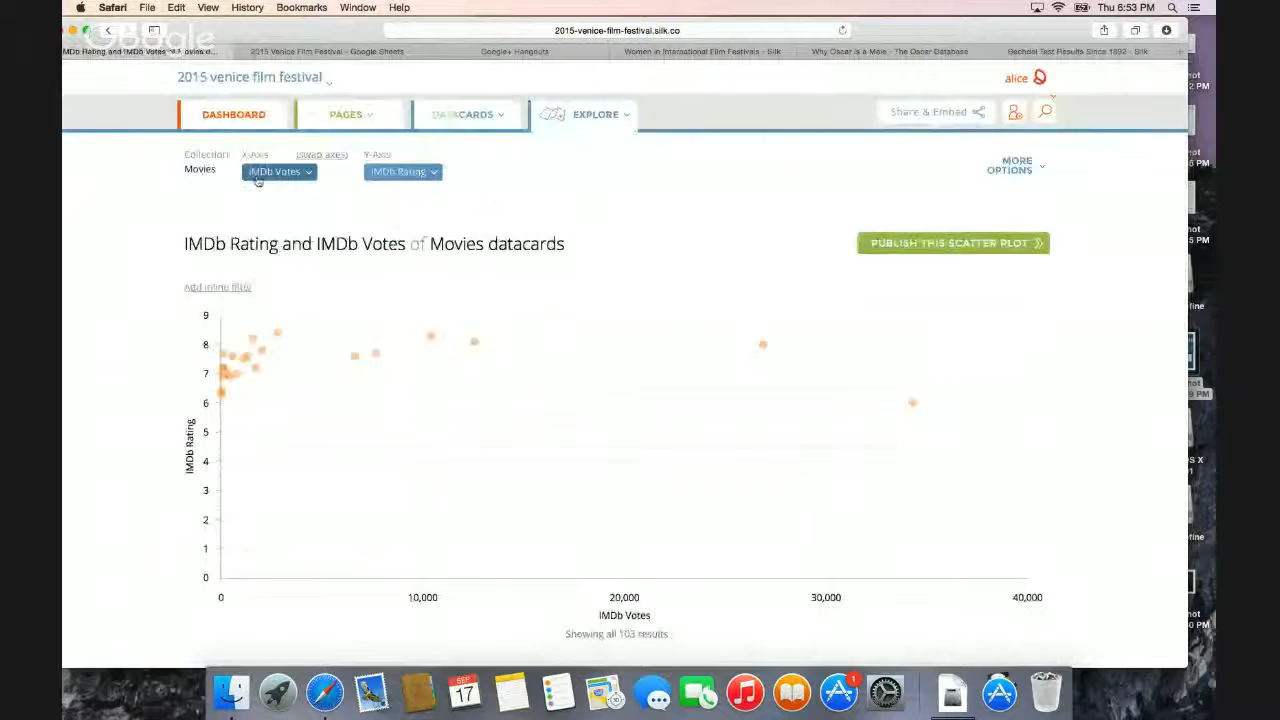 Safari File Edit View History Bookmarks Window Help
Thu 6:53 PM
2015-venice-film-festival.silk.co
Google
IMDb Rating and IMDb Votes of Movies d...
2015 Venice Film Festival - Google Sheets
Google+ Hangouts
Women in International Film Festivals - Silk
Why Oscar is a Male - The Oscar Database
Bechdel Test Results Since 1892 - Silk
2015 venice film festival
alice
DASHBOARD
PAGES
DATACARDS
EXPLORE
Share & Embed
Collection:
X-Axis
(swap axes)
Y-Axis
Movies
IMDb Votes
IMDb Rating
MORE
OPTIONS
IMDb Rating and IMDb Votes of Movies datacards
PUBLISH THIS SCATTER PLOT
Add inline filter
9
8
7
6
5
4
3
2
1
0
IMDb Rating
0
10,000
20,000
30,000
40,000
IMDb Votes
Showing all 103 results
SEP
17
1